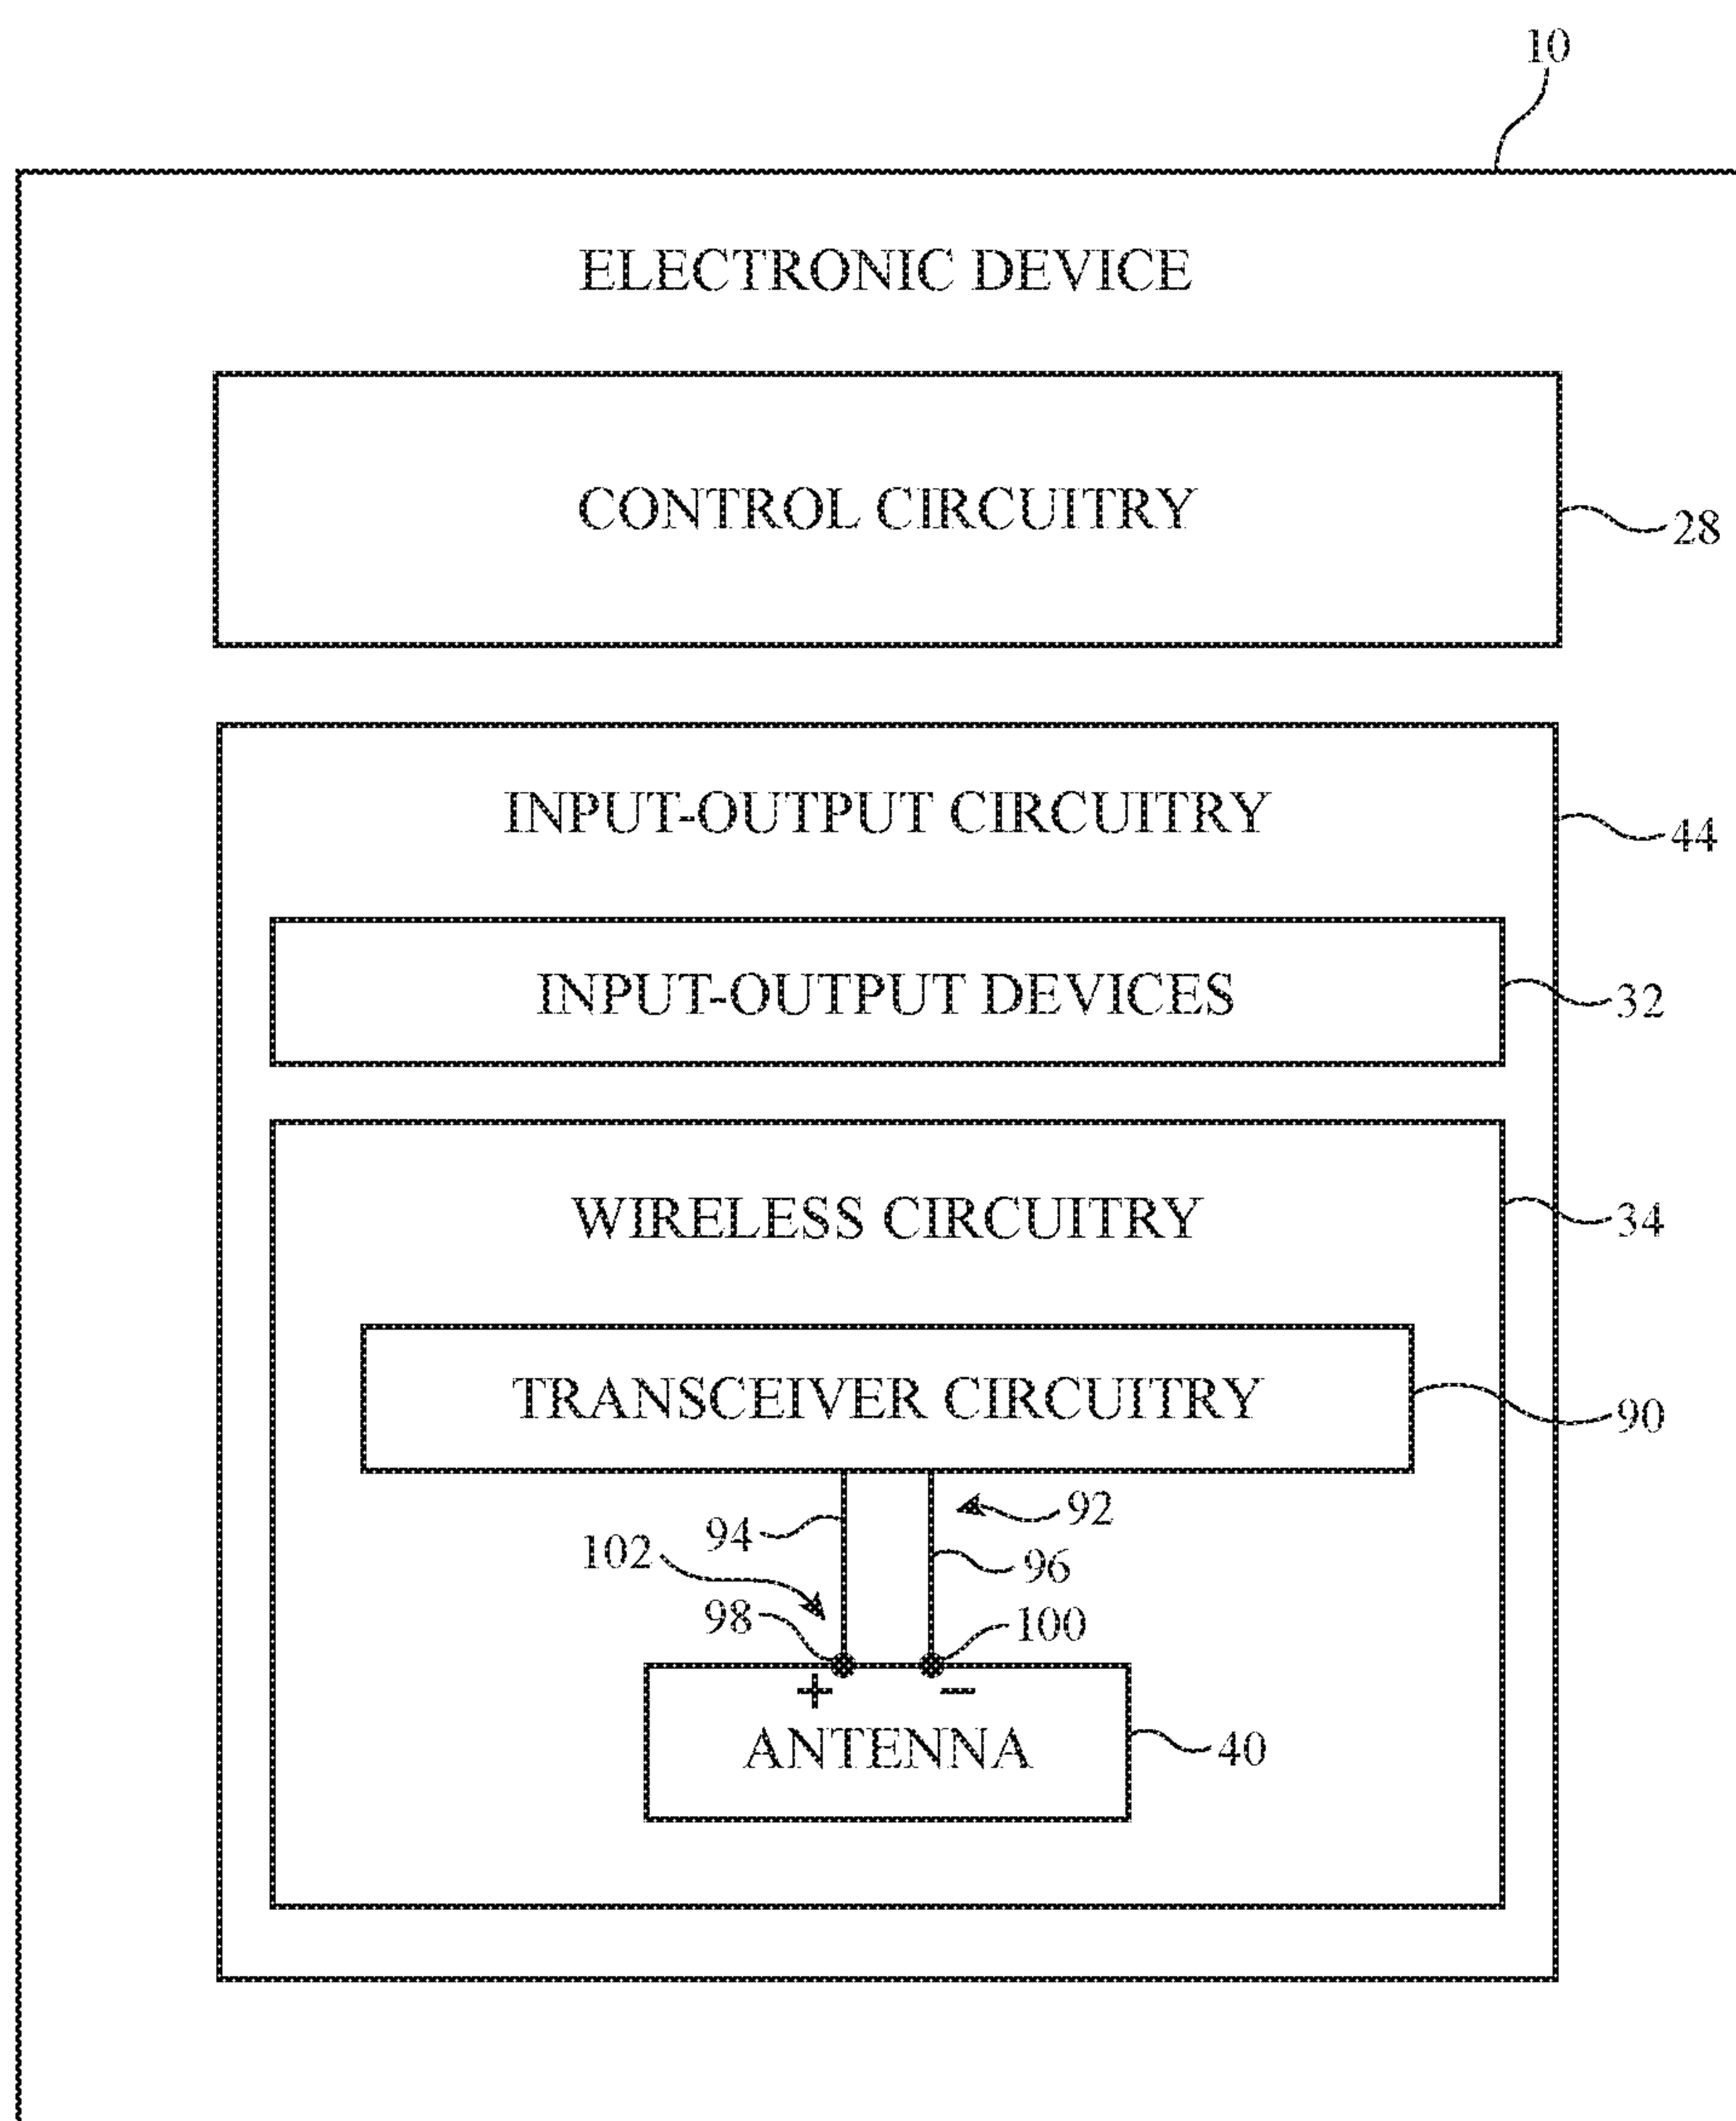 10
ELECTRONIC DEVICE
CONTROL CIRCUITRY
28
INPUT-OUTPUT CIRCUITRY
44
INPUT-OUTPUT DEVICES
32
WIRELESS CIRCUITRY
34
TRANSCEIVER CIRCUITRY
90
92
94
102
96
98
100
+ −
ANTENNA
40